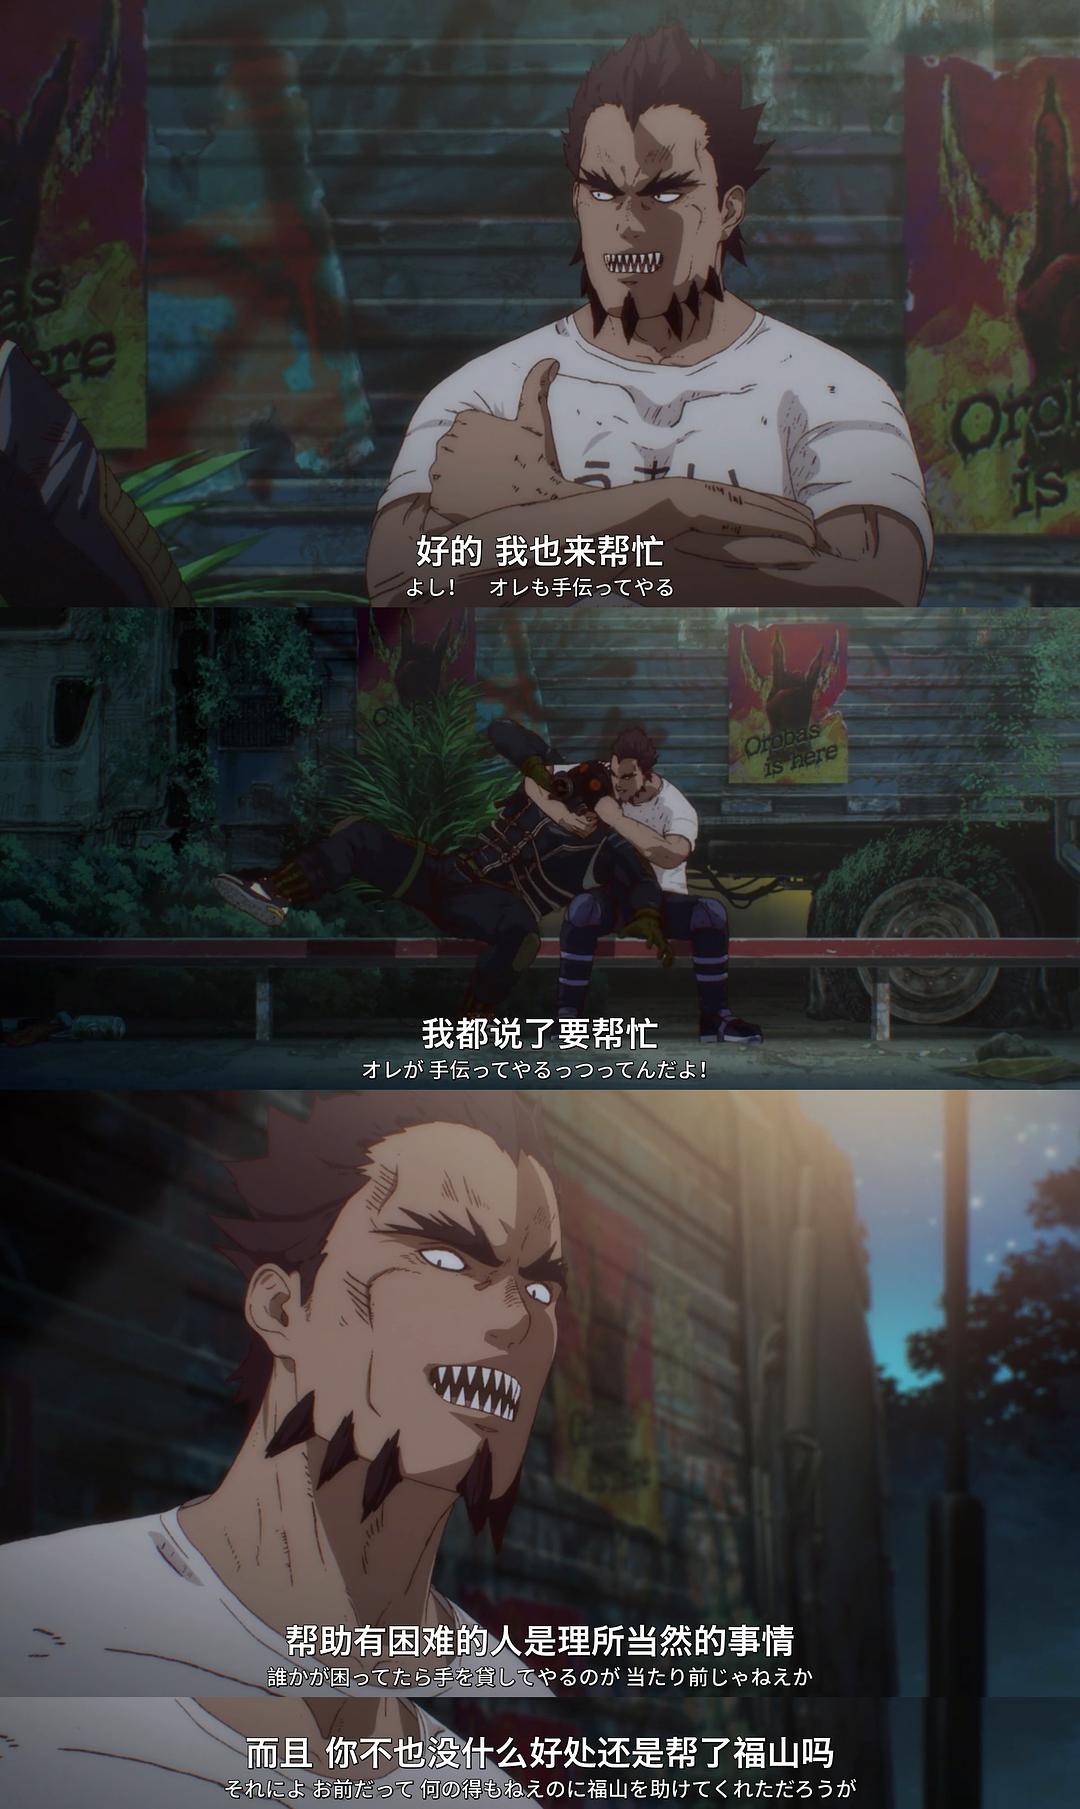 as
ere
Orob
is
うまい
好的 我也来帮忙
よし！ オレも手伝ってやる
Orobas
is here
我都说了要帮忙
オレが 手伝ってやるっつってんだよ！
帮助有困难的人是理所当然的事情
誰かが困ってたら手を貸してやるのが 当たり前じゃねえか
而且 你不也没什么好处还是帮了福山吗
それによ お前だって 何の得もねえのに福山を助けてくれただろうが